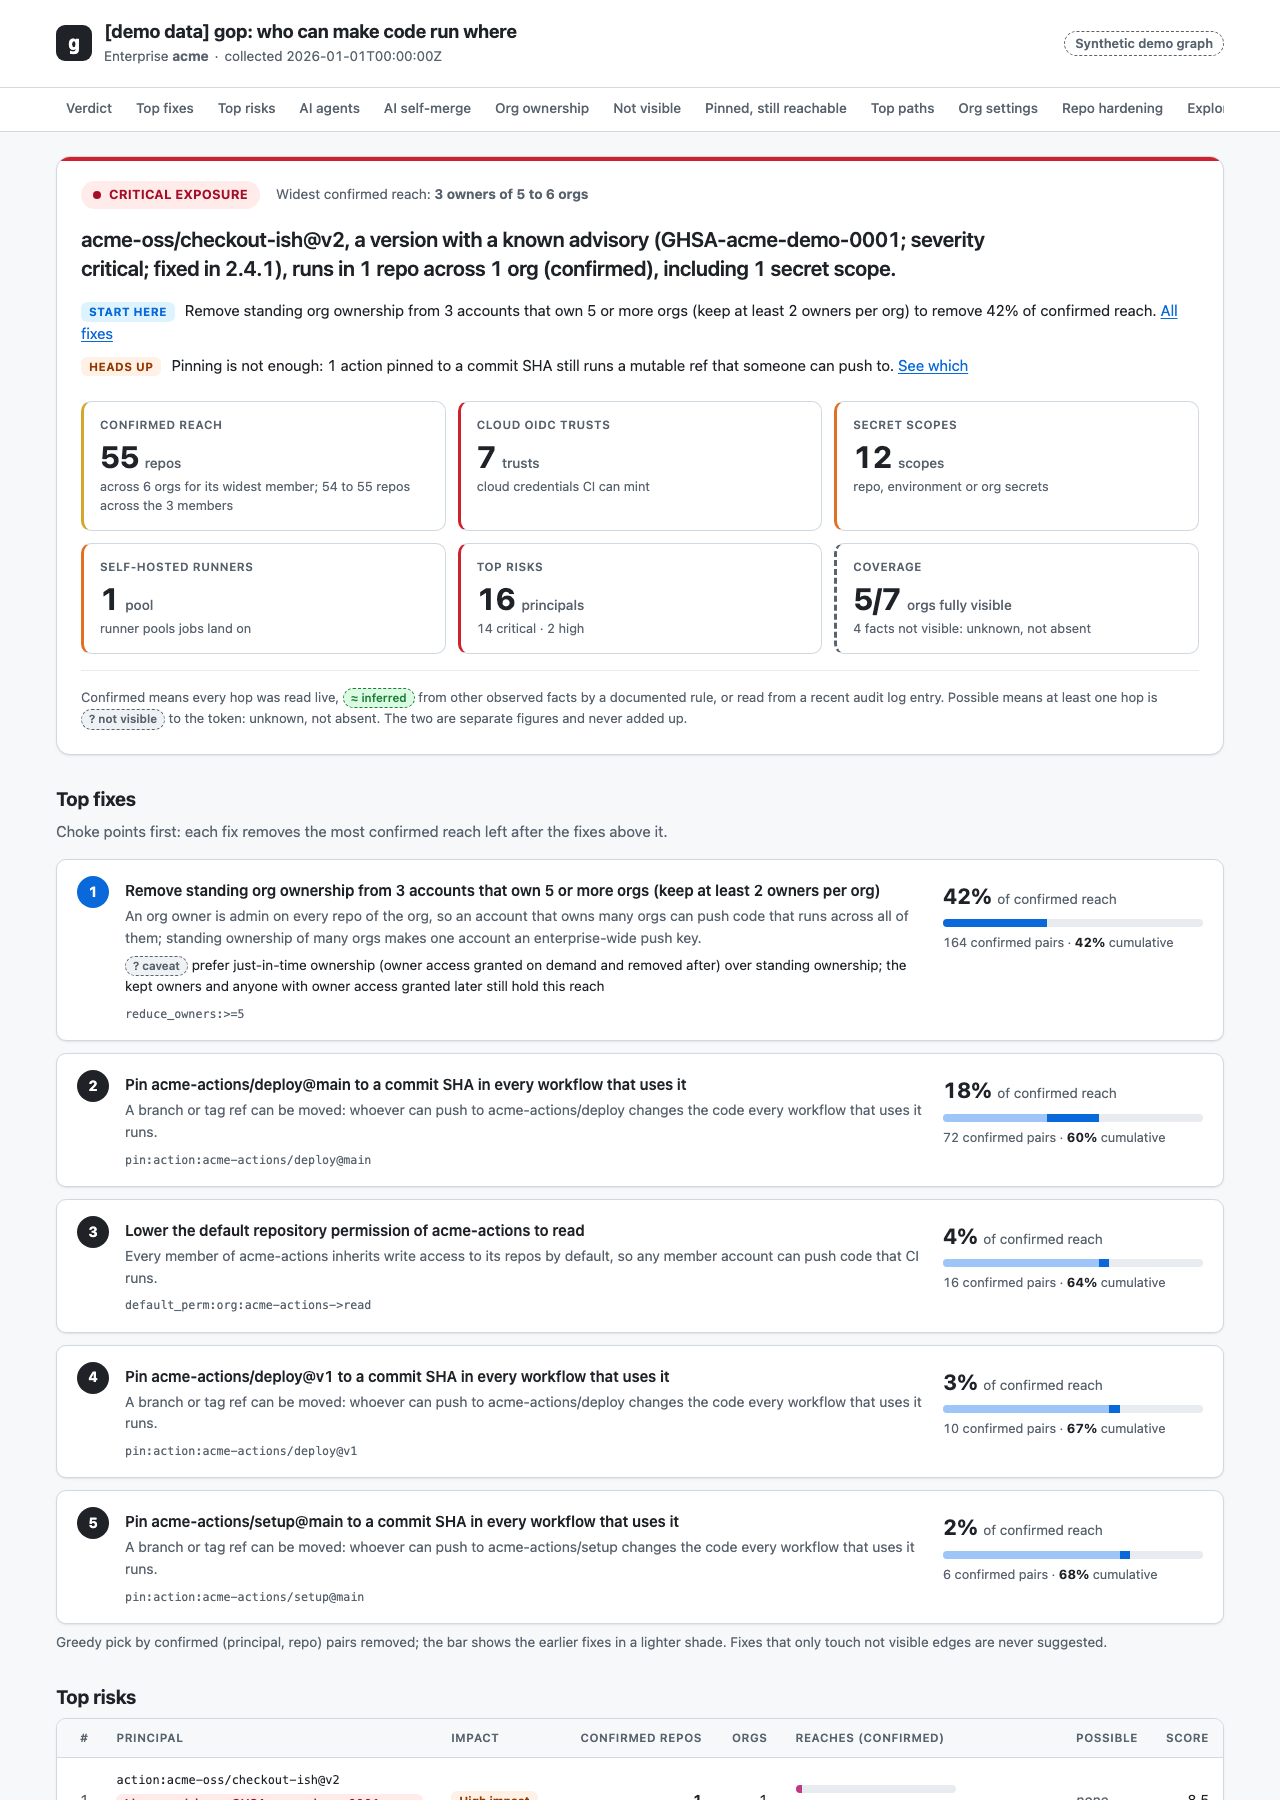 g
[demo data] gop: who can make code run where
Enterprise acme · collected 2026-01-01T00:00:00Z
Synthetic demo graph
Verdict Top fixes Top risks AI agents AI self-merge Org ownership Not visible Pinned, still reachable Top paths Org settings Repo hardening
CRITICAL EXPOSURE Widest confirmed reach: 3 owners of 5 to 6 orgs
acme-oss/checkout-ish@v2, a version with a known advisory (GHSA-acme-demo-0001; severity
critical; fixed in 2.4.1), runs in 1 repo across 1 org (confirmed), including 1 secret scope.
START HERE Remove standing org ownership from 3 accounts that own 5 or more orgs (keep at least 2 owners per org) to remove 42% of confirmed reach. All
fixes
HEADS UP Pinning is not enough: 1 action pinned to a commit SHA still runs a mutable ref that someone can push to. See which
CONFIRMED REACH
55 repos
across 6 orgs for its widest member; 54 to 55 repos
across the 3 members
CLOUD OIDC TRUSTS
7 trusts
cloud credentials CI can mint
SECRET SCOPES
12 scopes
repo, environment or org secrets
SELF-HOSTED RUNNERS
1 pool
runner pools jobs land on
TOP RISKS
16 principals
14 critical · 2 high
COVERAGE
5/7 orgs fully visible
4 facts not visible: unknown, not absent
Confirmed means every hop was read live, ≈ inferred from other observed facts by a documented rule, or read from a recent audit log entry. Possible means at least one hop is
? not visible to the token: unknown, not absent. The two are separate figures and never added up.
Top fixes
Choke points first: each fix removes the most confirmed reach left after the fixes above it.
1
Remove standing org ownership from 3 accounts that own 5 or more orgs (keep at least 2 owners per org)
An org owner is admin on every repo of the org, so an account that owns many orgs can push code that runs across all of
them; standing ownership of many orgs makes one account an enterprise-wide push key.
? caveat prefer just-in-time ownership (owner access granted on demand and removed after) over standing ownership; the
kept owners and anyone with owner access granted later still hold this reach
reduce_owners:>=5
42% of confirmed reach
164 confirmed pairs · 42% cumulative
2
Pin acme-actions/deploy@main to a commit SHA in every workflow that uses it
A branch or tag ref can be moved: whoever can push to acme-actions/deploy changes the code every workflow that uses it
runs.
pin:action:acme-actions/deploy@main
18% of confirmed reach
72 confirmed pairs · 60% cumulative
3
Lower the default repository permission of acme-actions to read
Every member of acme-actions inherits write access to its repos by default, so any member account can push code that CI
runs.
default_perm:org:acme-actions->read
4% of confirmed reach
16 confirmed pairs · 64% cumulative
4
Pin acme-actions/deploy@v1 to a commit SHA in every workflow that uses it
A branch or tag ref can be moved: whoever can push to acme-actions/deploy changes the code every workflow that uses it
runs.
pin:action:acme-actions/deploy@v1
3% of confirmed reach
10 confirmed pairs · 67% cumulative
5
Pin acme-actions/setup@main to a commit SHA in every workflow that uses it
A branch or tag ref can be moved: whoever can push to acme-actions/setup changes the code every workflow that uses it
runs.
pin:action:acme-actions/setup@main
2% of confirmed reach
6 confirmed pairs · 68% cumulative
Greedy pick by confirmed (principal, repo) pairs removed; the bar shows the earlier fixes in a lighter shade. Fixes that only touch not visible edges are never suggested.
Top risks
# PRINCIPAL IMPACT CONFIRMED REPOS ORGS REACHES (CONFIRMED) POSSIBLE SCORE
action:acme-oss/checkout-ish@v2